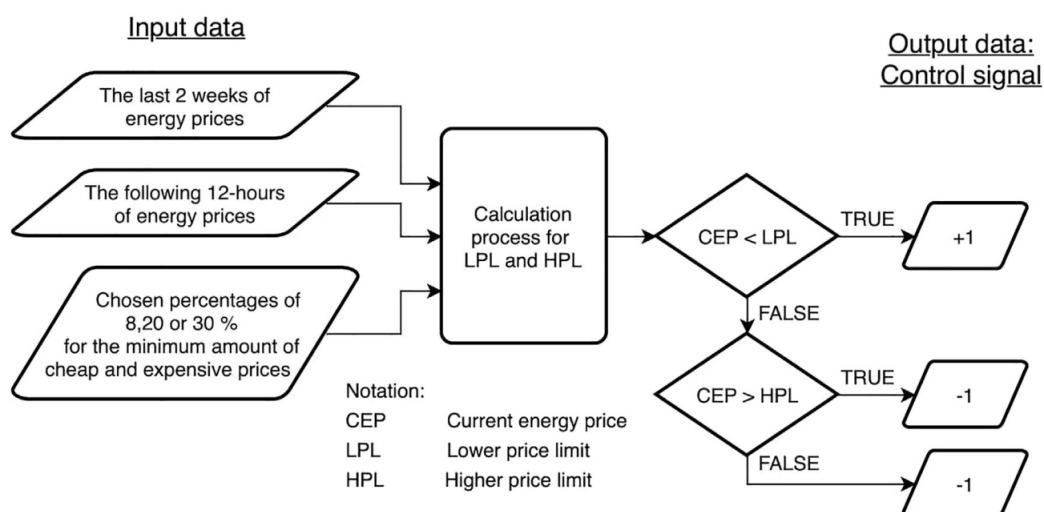 Input data
Output data:
Control signal
The last 2 weeks of
energy prices
The following 12-hours
of energy prices
Chosen percentages of
8,20 or 30 %
for the minimum amount of
cheap and expensive prices
Calculation
process for
LPL and HPL
CEP < LPL
TRUE
+1
FALSE
CEP > HPL
TRUE
-1
FALSE
-1
Notation:
CEP Current energy price
LPL Lower price limit
HPL Higher price limit